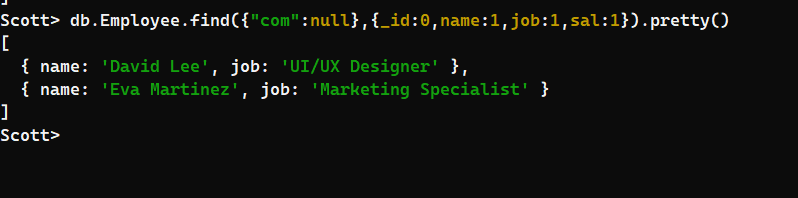 ]
Scott> db.Employee.find({"com":null},{_id:0,name:1,job:1,sal:1}).pretty()
[
  { name: 'David Lee', job: 'UI/UX Designer' },
  { name: 'Eva Martinez', job: 'Marketing Specialist' }
]
Scott>